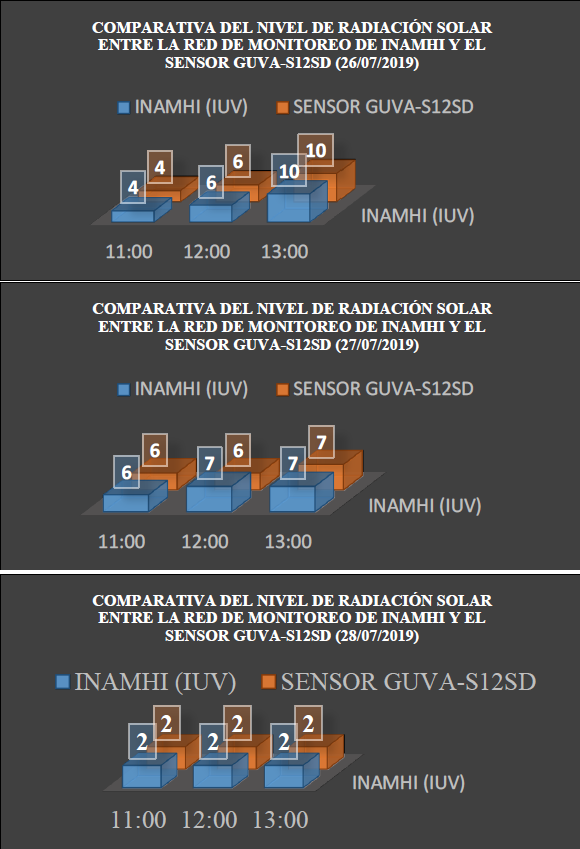 COMPARATIVA DEL NIVEL DE RADIACIÓN SOLAR
ENTRE LA RED DE MONITOREO DE INAMHI Y EL
SENSOR GUVA-S12SD (26/07/2019)
INAMHI (IUV) SENSOR GUVA-S12SD
4 6 10
4 6 10
INAMHI (IUV)
11:00 12:00 13:00
COMPARATIVA DEL NIVEL DE RADIACIÓN SOLAR
ENTRE LA RED DE MONITOREO DE INAMHI Y EL
SENSOR GUVA-S12SD (27/07/2019)
INAMHI (IUV) SENSOR GUVA-S12SD
6 6 7
6 7 7
INAMHI (IUV)
11:00 12:00 13:00
COMPARATIVA DEL NIVEL DE RADIACIÓN SOLAR
ENTRE LA RED DE MONITOREO DE INAMHI Y EL
SENSOR GUVA-S12SD (28/07/2019)
INAMHI (IUV) SENSOR GUVA-S12SD
2 2 2
2 2 2
INAMHI (IUV)
11:00 12:00 13:00